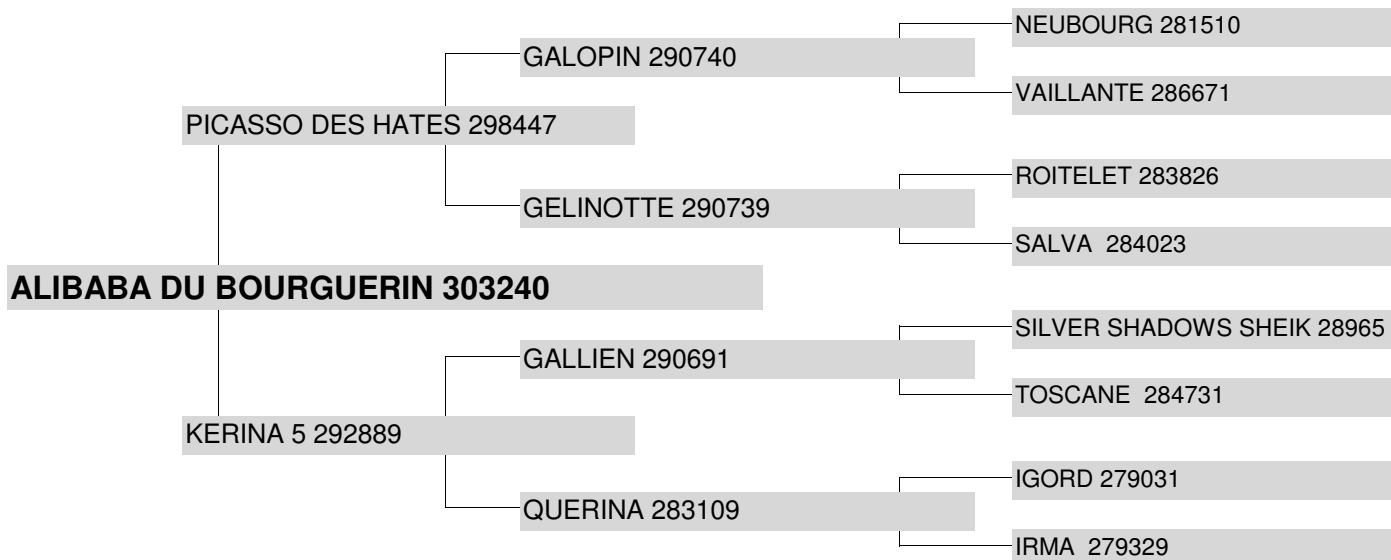 NEUBOURG 281510
GALOPIN 290740
VAILLANTE 286671
PICASSO DES HATES 298447
ROITELET 283826
GELINOTTE 290739
SALVA 284023
ALIBABA DU BOURGUERIN 303240
SILVER SHADOWS SHEIK 28965
GALLIEN 290691
TOSCANE 284731
KERINA 5 292889
IGORD 279031
QUERINA 283109
IRMA 279329